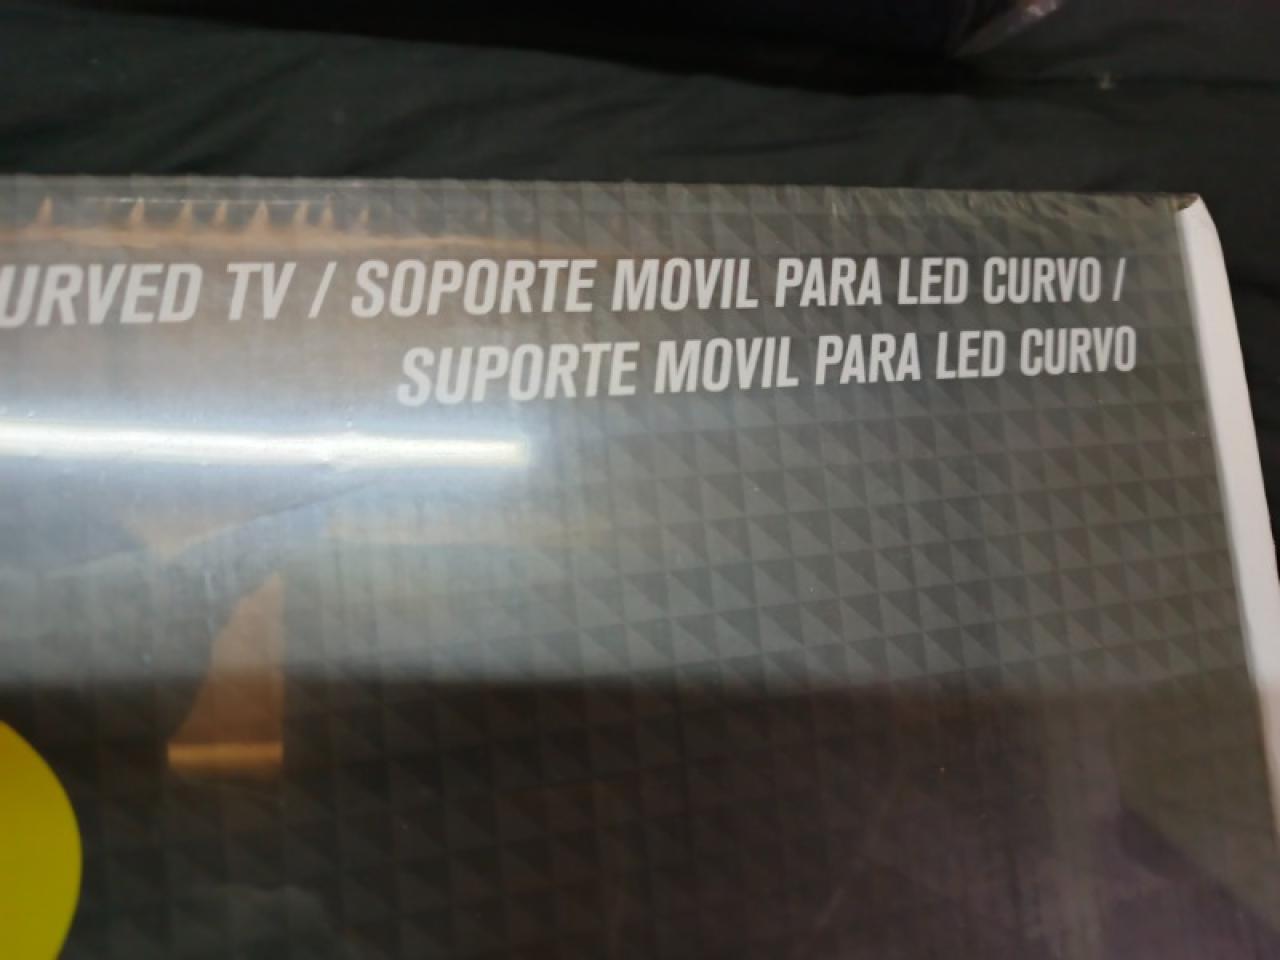 URVED TV / SOPORTE MOVIL PARA LED CURVO /
SUPORTE MOVIL PARA LED CURVO